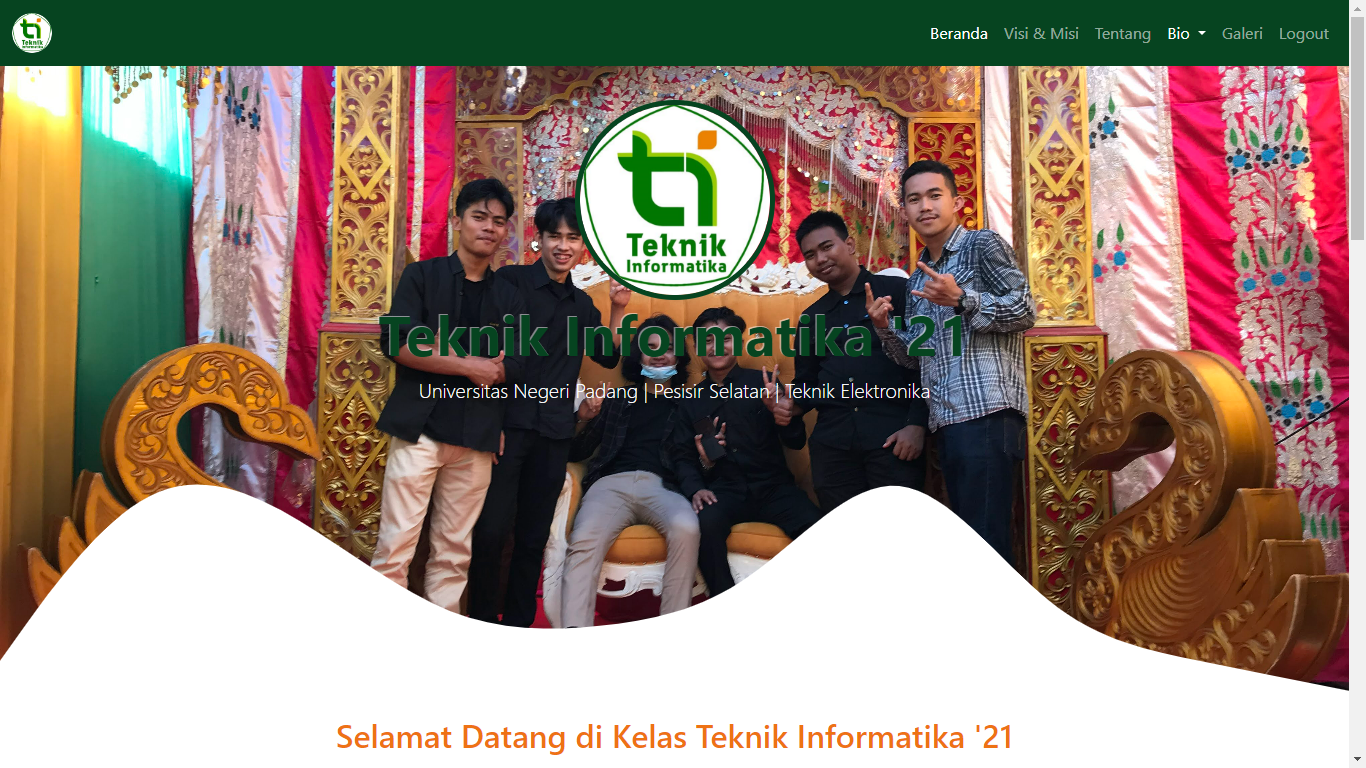 ti
Teknik
Informatika
Beranda
Visi & Misi
Tentang
Bio
Galeri
Logout
ti
Teknik
Informatika
Teknik Informatika '21
Universitas Negeri Padang | Pesisir Selatan | Teknik Elektronika
Selamat Datang di Kelas Teknik Informatika '21